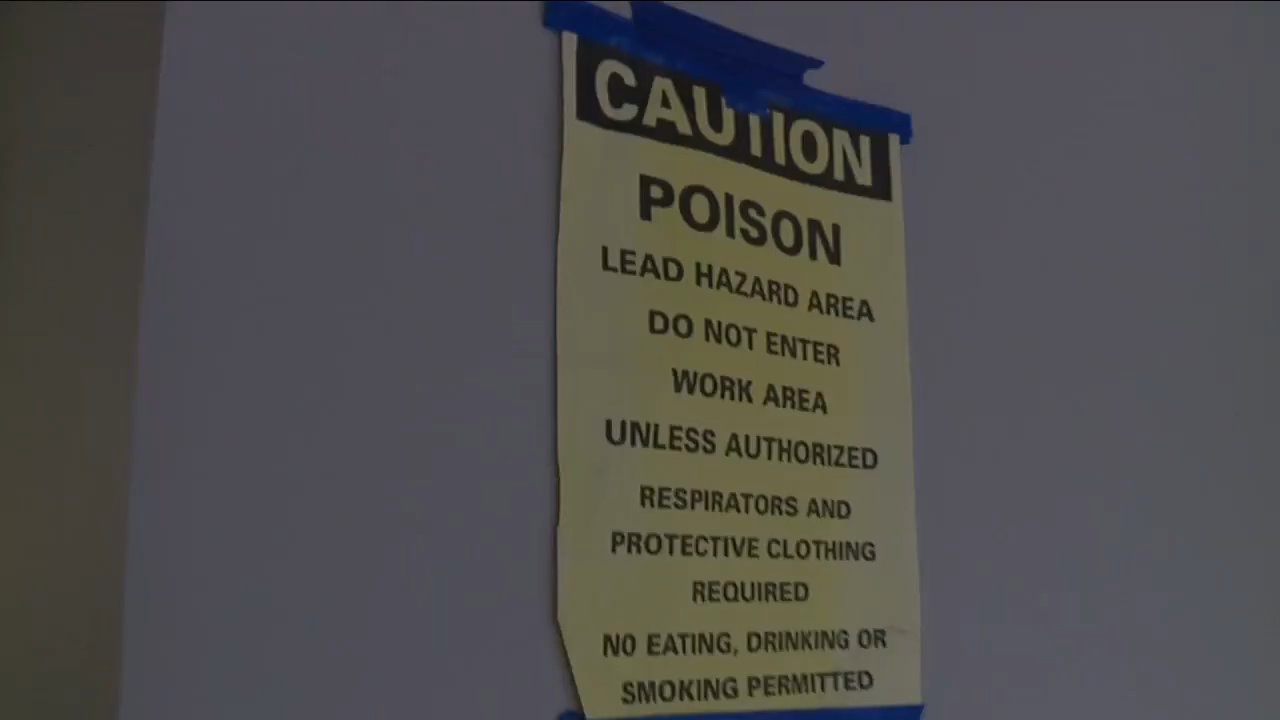 CAUTION
POISON
LEAD HAZARD AREA
DO NOT ENTER
WORK AREA
UNLESS AUTHORIZED
RESPIRATORS AND
PROTECTIVE CLOTHING
REQUIRED
NO EATING, DRINKING OR
SMOKING PERMITTED